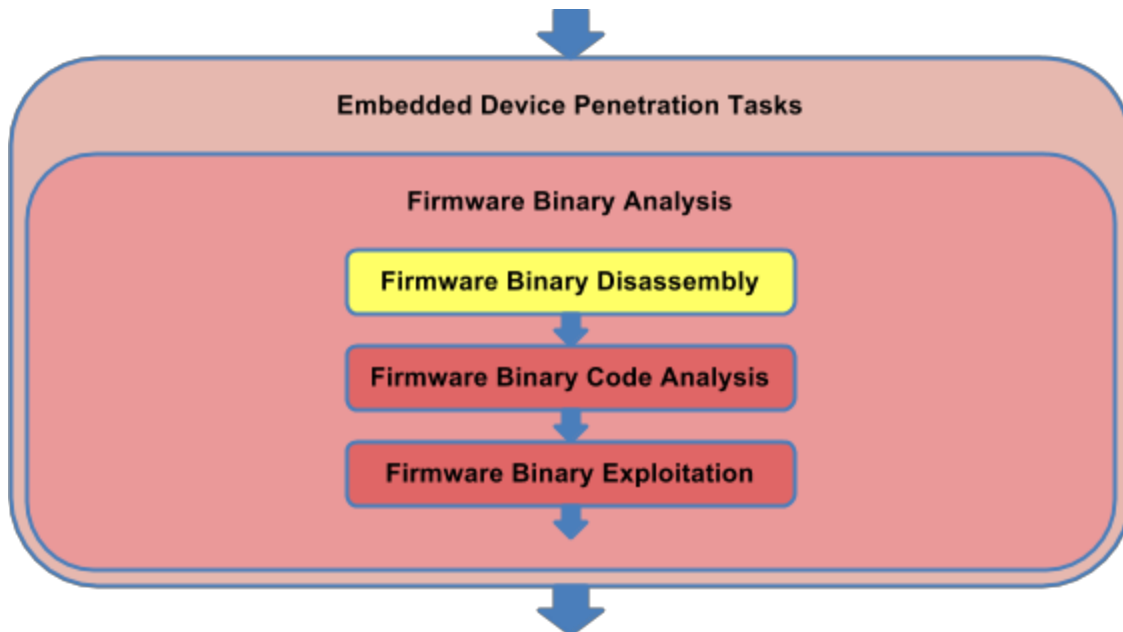 Embedded Device Penetration Tasks
Firmware Binary Analysis
Firmware Binary Disassembly
Firmware Binary Code Analysis
Firmware Binary Exploitation